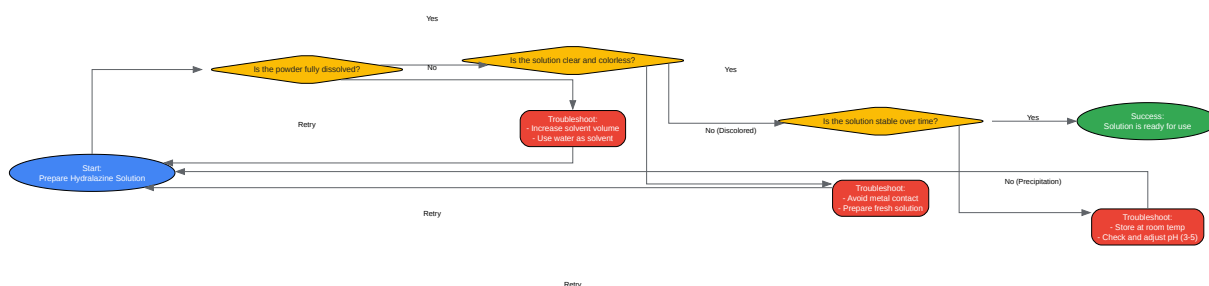 Yes
Is the powder fully dissolved?
No
Is the solution clear and colorless?
Yes
Troubleshoot:
- Increase solvent volume
- Use water as solvent
Retry
No (Discolored)
Is the solution stable over time?
Yes
Success:
Solution is ready for use
Start:
Prepare Hydralazine Solution
Troubleshoot:
- Avoid metal contact
- Prepare fresh solution
No (Precipitation)
Retry
Troubleshoot:
- Store at room temp
- Check and adjust pH (3-5)
Retry